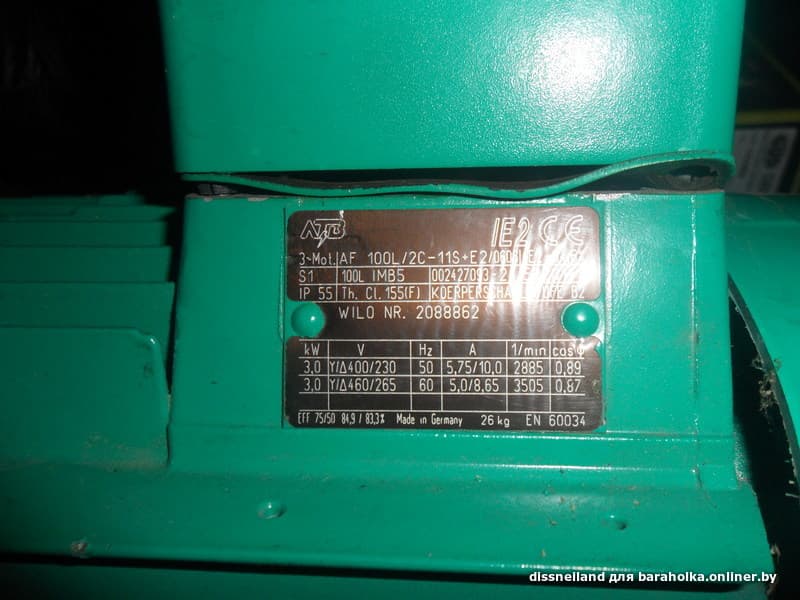 ATB IE2 CE
3~Mot. AF 100L/2C-11S+E2
S1 100L IMB5
IP 55 Th. Cl. 155(F)
WILO NR. 2088862
kW V Hz A 1/min cosφ
3,0 Y/Δ400/230 50 5,75/10,0 2885 0,89
3,0 Y/Δ460/265 60 5,0/8,65 3505 0,87
EFF 75/50 84,9 / 83,3% Made in Germany 26 kg EN 60034
dissnelland для baraholka.onliner.by